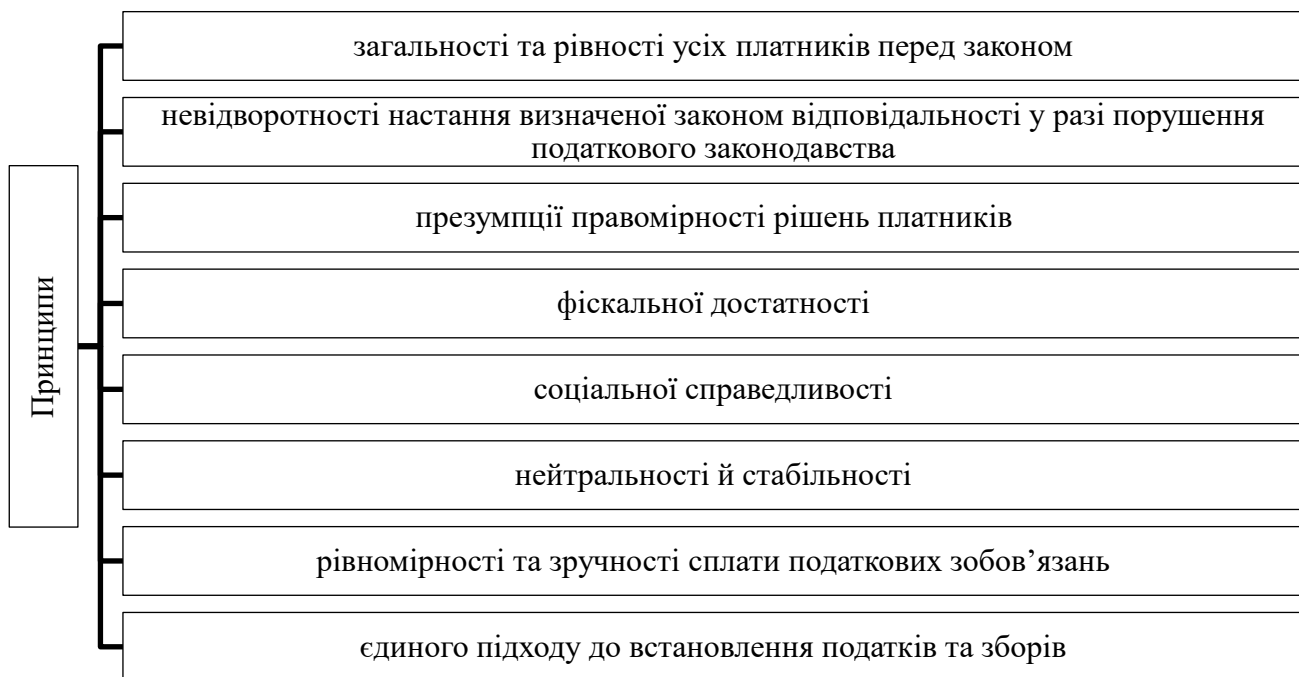 Принципи
загальності та рівності усіх платників перед законом
невідворотності настання визначеної законом відповідальності у разі порушення
податкового законодавства
презумпції правомірності рішень платників
фіскальної достатності
соціальної справедливості
нейтральності й стабільності
рівномірності та зручності сплати податкових зобов’язань
єдиного підходу до встановлення податків та зборів